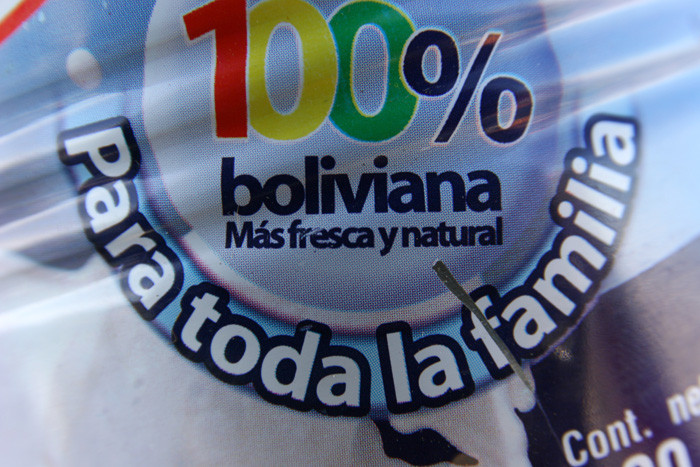 100%
boliviana
Más fresca y natural
Para toda la familia
Cont.